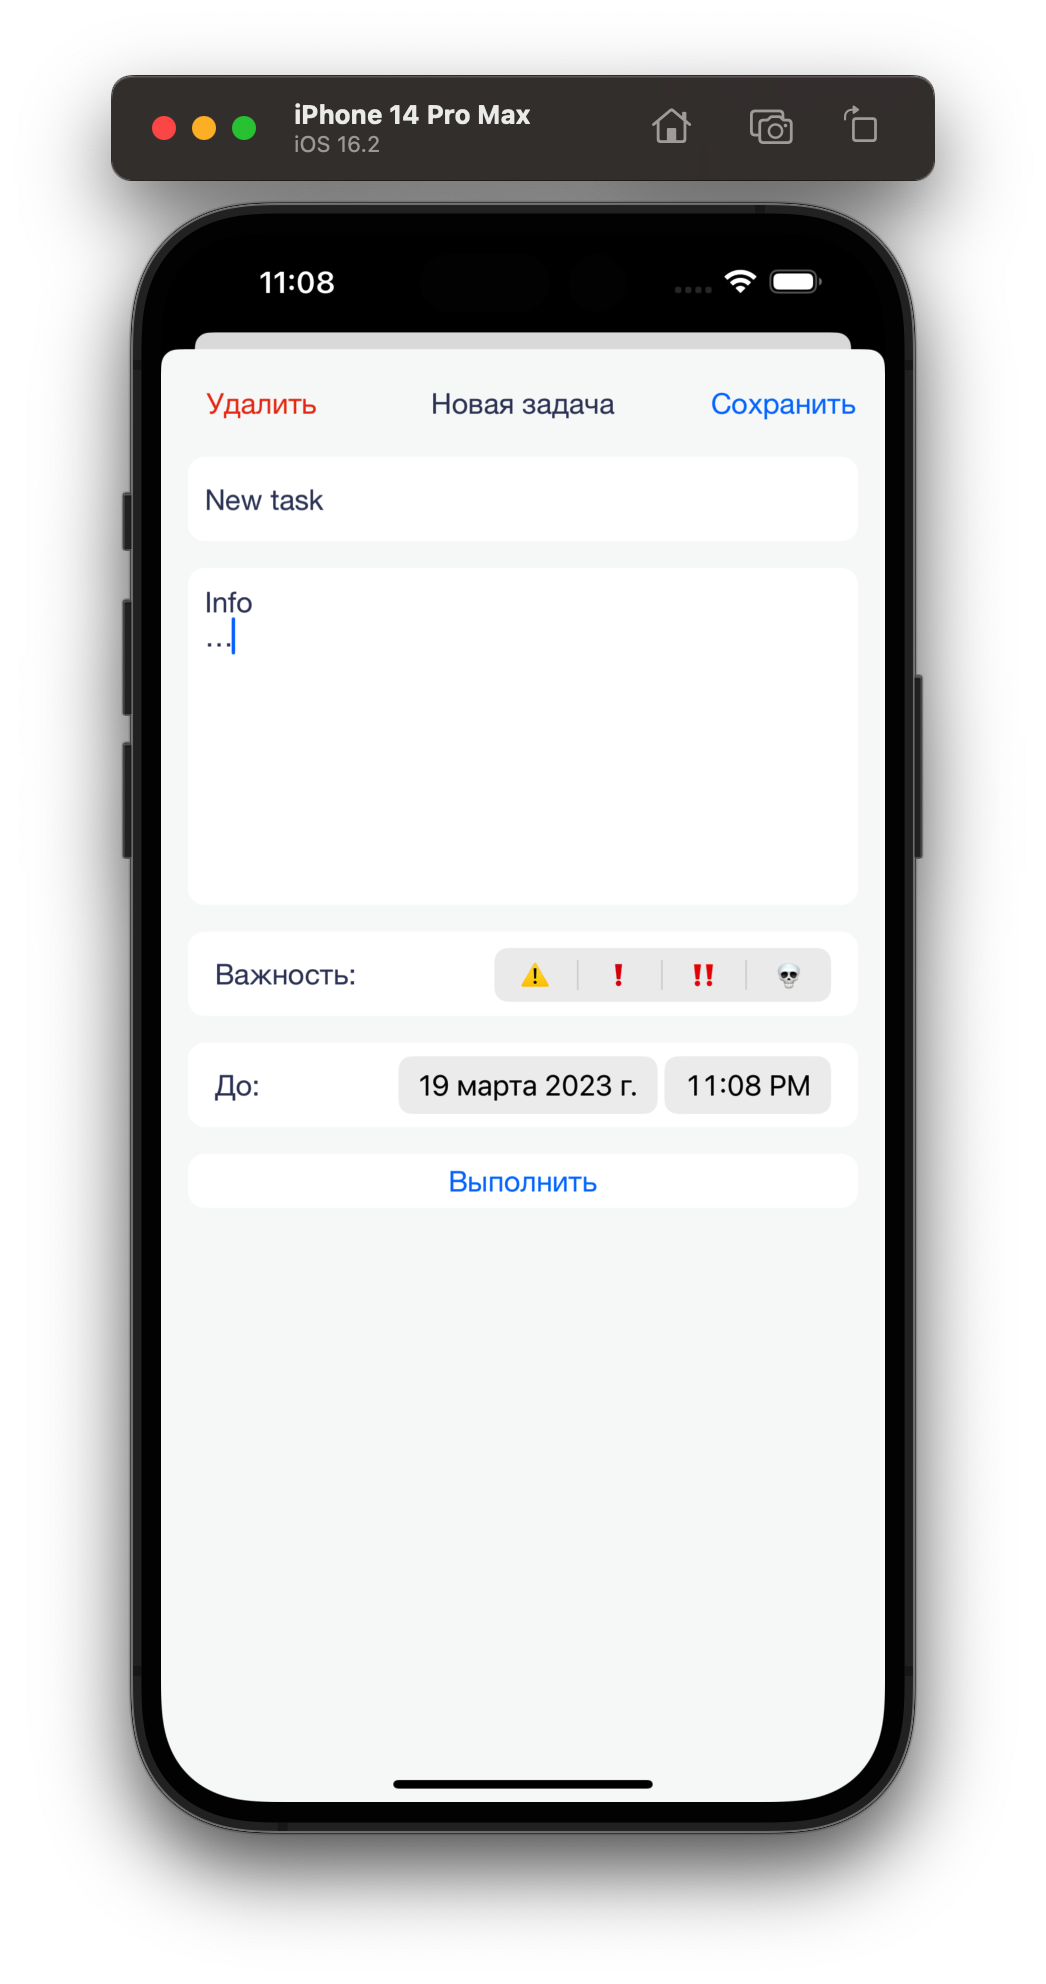 iPhone 14 Pro Max
iOS 16.2
11:08
Удалить Новая задача Сохранить
New task
Info
...
Важность: ⚠️ ❗ ‼️ 💀
До: 19 марта 2023 г. 11:08 PM
Выполнить